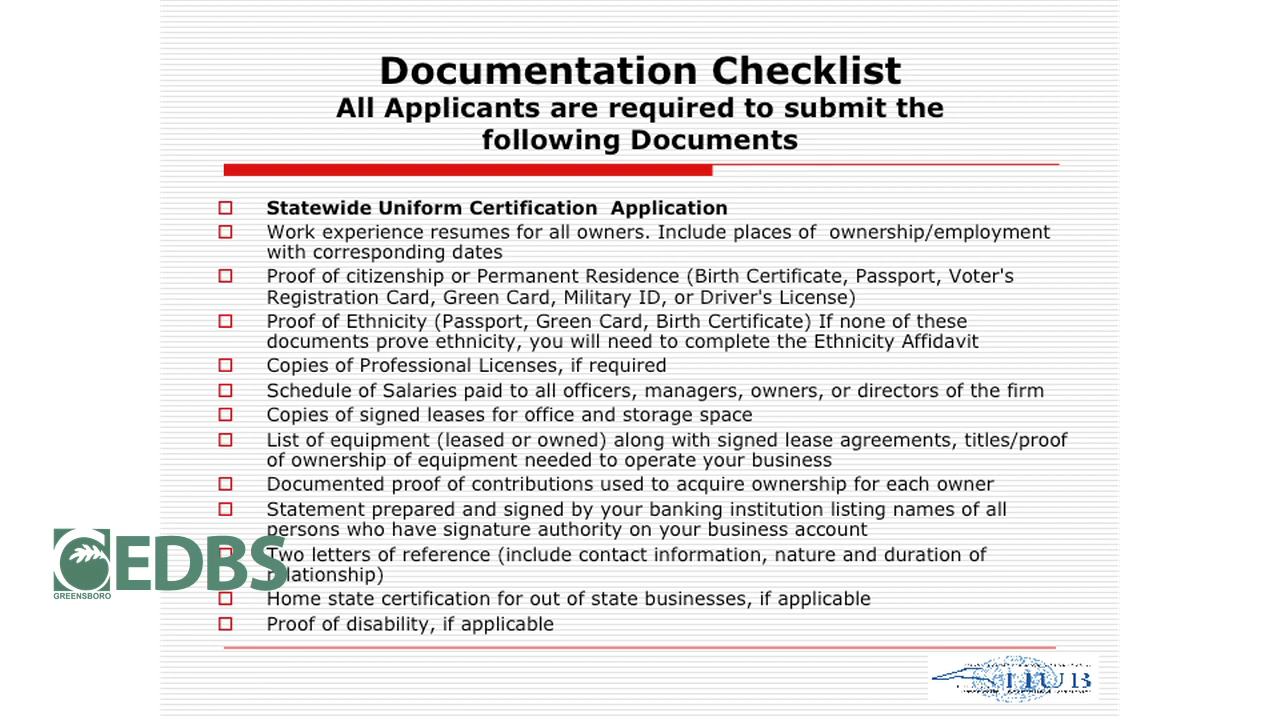 Documentation Checklist
All Applicants are required to submit the
following Documents
Statewide Uniform Certification  Application
Work experience resumes for all owners. Include places of  ownership/employment
with corresponding dates
Proof of citizenship or Permanent Residence (Birth Certificate, Passport, Voter's
Registration Card, Green Card, Military ID, or Driver's License)
Proof of Ethnicity (Passport, Green Card, Birth Certificate) If none of these
documents prove ethnicity, you will need to complete the Ethnicity Affidavit
Copies of Professional Licenses, if required
Schedule of Salaries paid to all officers, managers, owners, or directors of the firm
Copies of signed leases for office and storage space
List of equipment (leased or owned) along with signed lease agreements, titles/proof
of ownership of equipment needed to operate your business
Documented proof of contributions used to acquire ownership for each owner
Statement prepared and signed by your banking institution listing names of all
persons who have signature authority on your business account
Two letters of reference (include contact information, nature and duration of
relationship)
Home state certification for out of state businesses, if applicable
Proof of disability, if applicable
EDBS
GREENSBORO
HUB